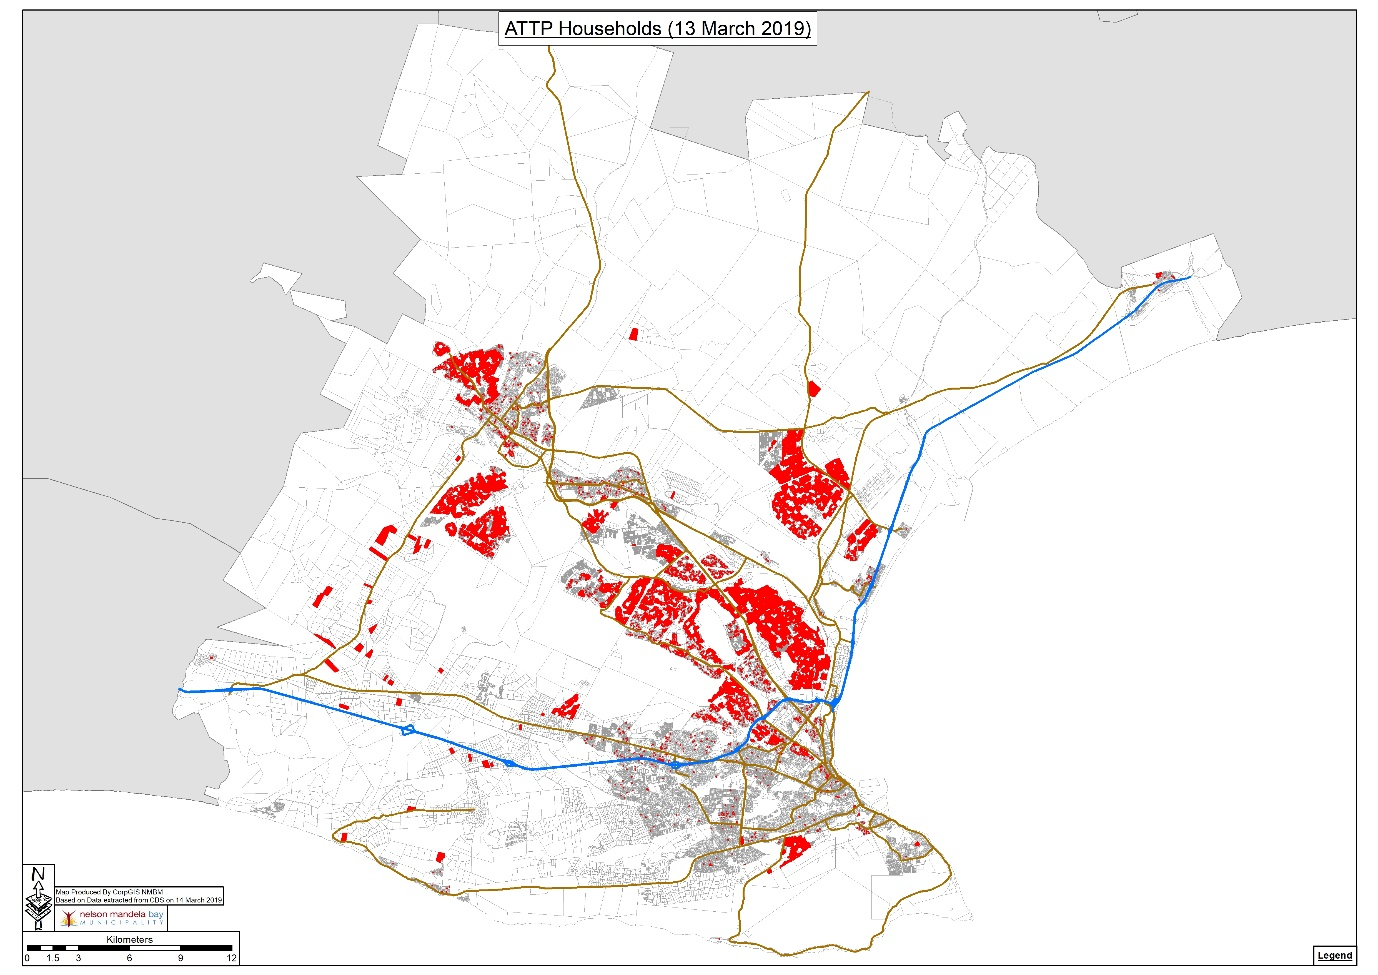 ATTP Households (13 March 2019)
N
Map Produced By CorpGIS NMBM
Based on Data extracted from CBS on 14 March 2019
nelson mandela bay
MUNICIPALITY
Kilometers
0 1.5 3 6 9 12
Legend